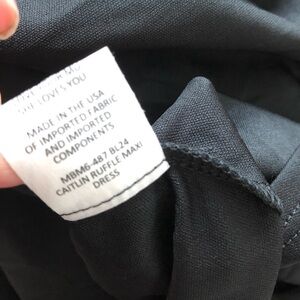 SHE LOVES YOU
MADE IN THE USA
OF IMPORTED FABRIC
AND IMPORTED
COMPONENTS
MBM6-487 BL24
CAITLIN RUFFLE MAXI
DRESS